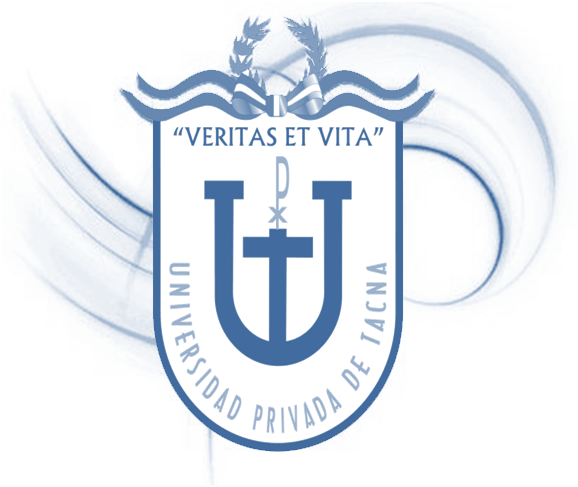 “VERITAS ET VITA”
UNIVERSIDAD PRIVADA DE TACNA